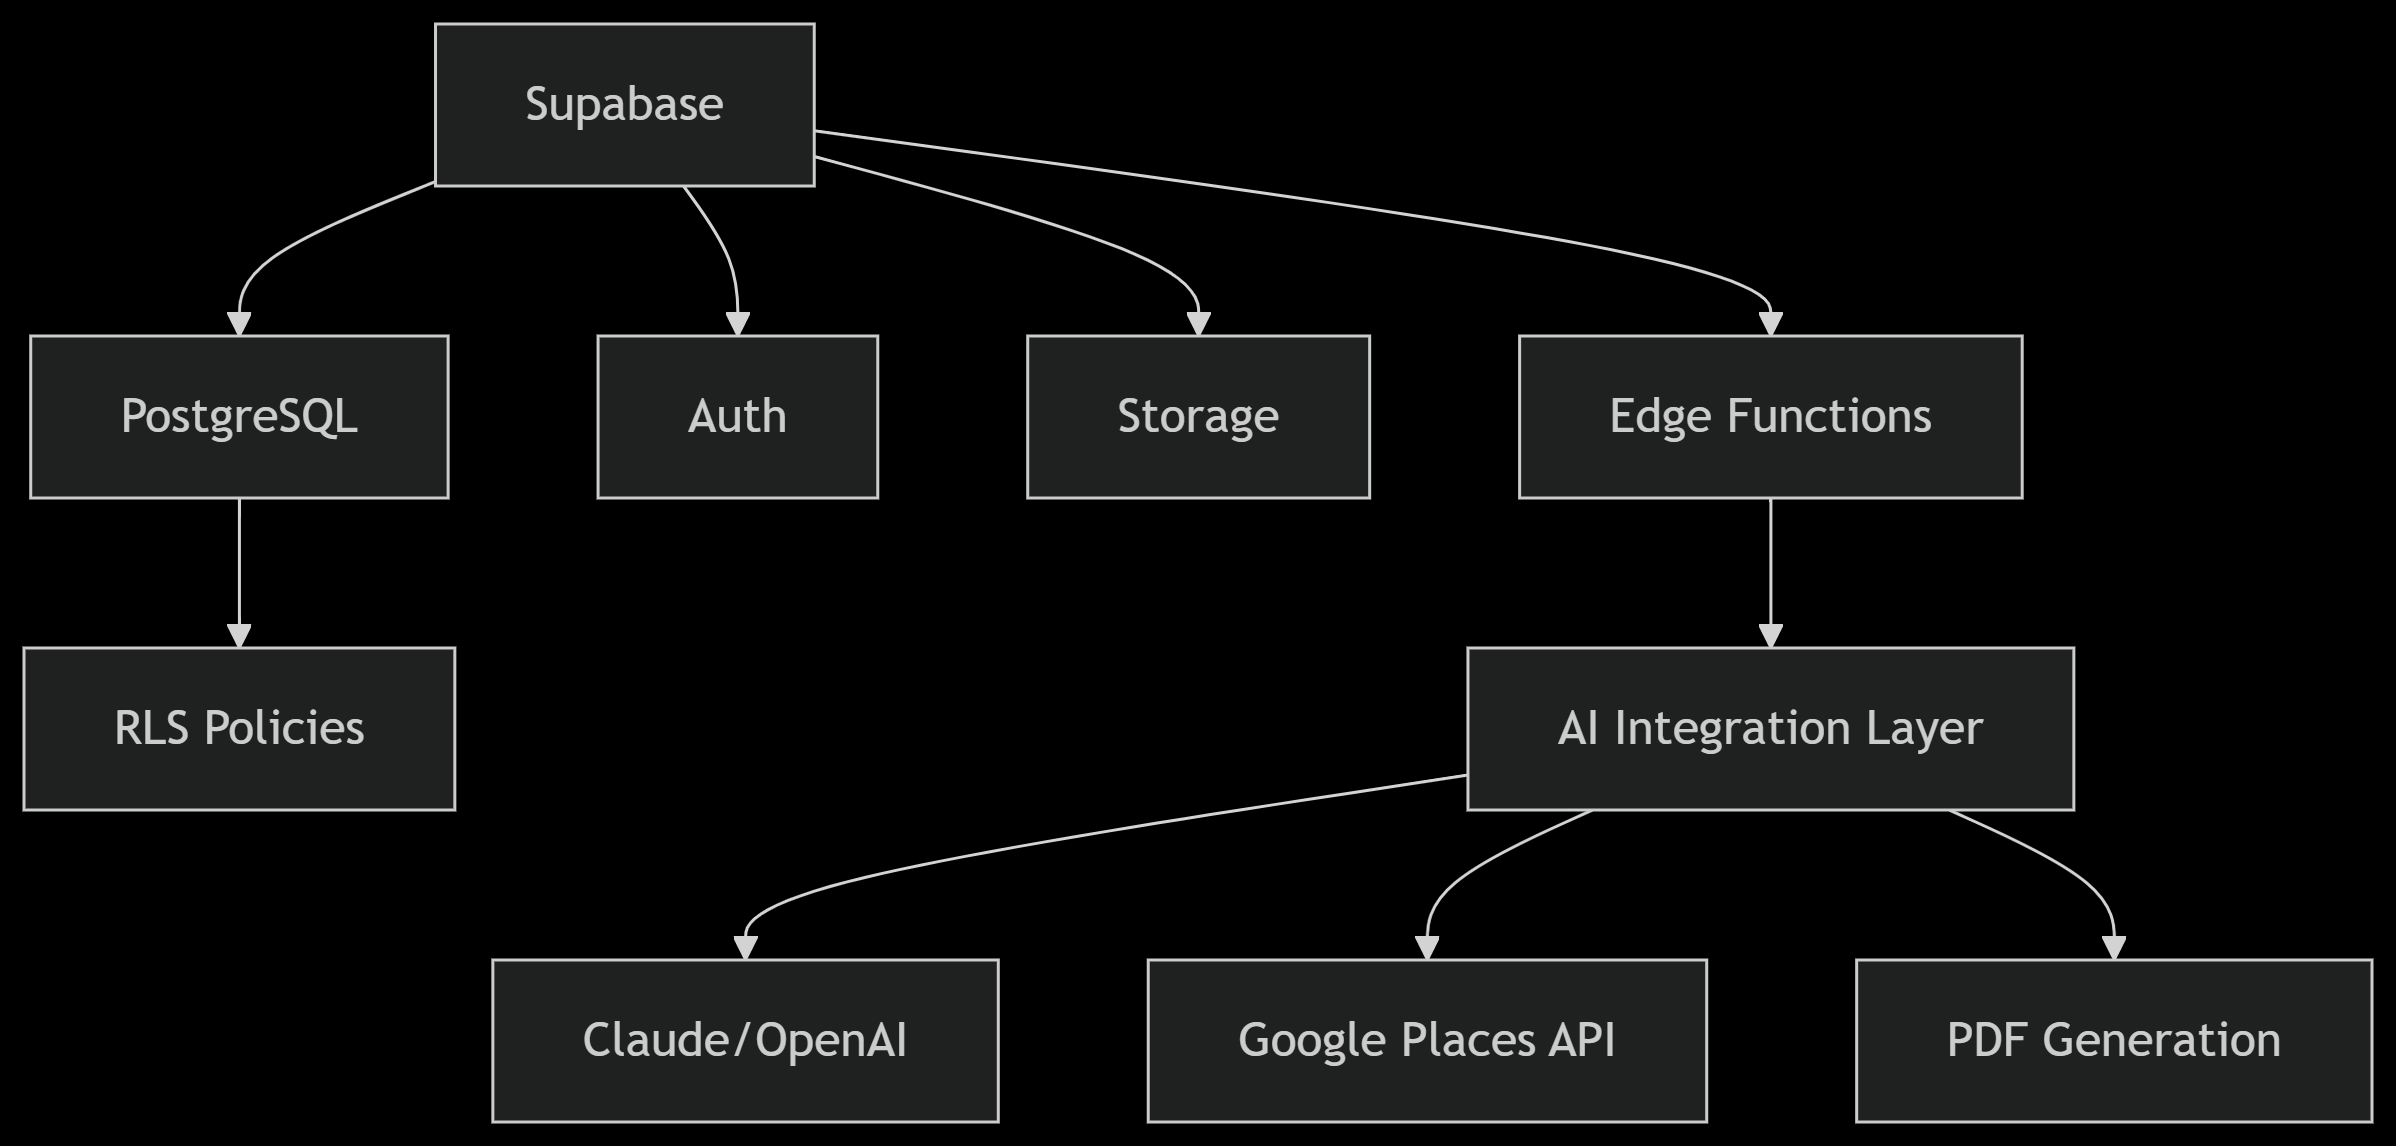 Supabase
PostgreSQL
Auth
Storage
Edge Functions
RLS Policies
AI Integration Layer
Claude/OpenAI
Google Places API
PDF Generation